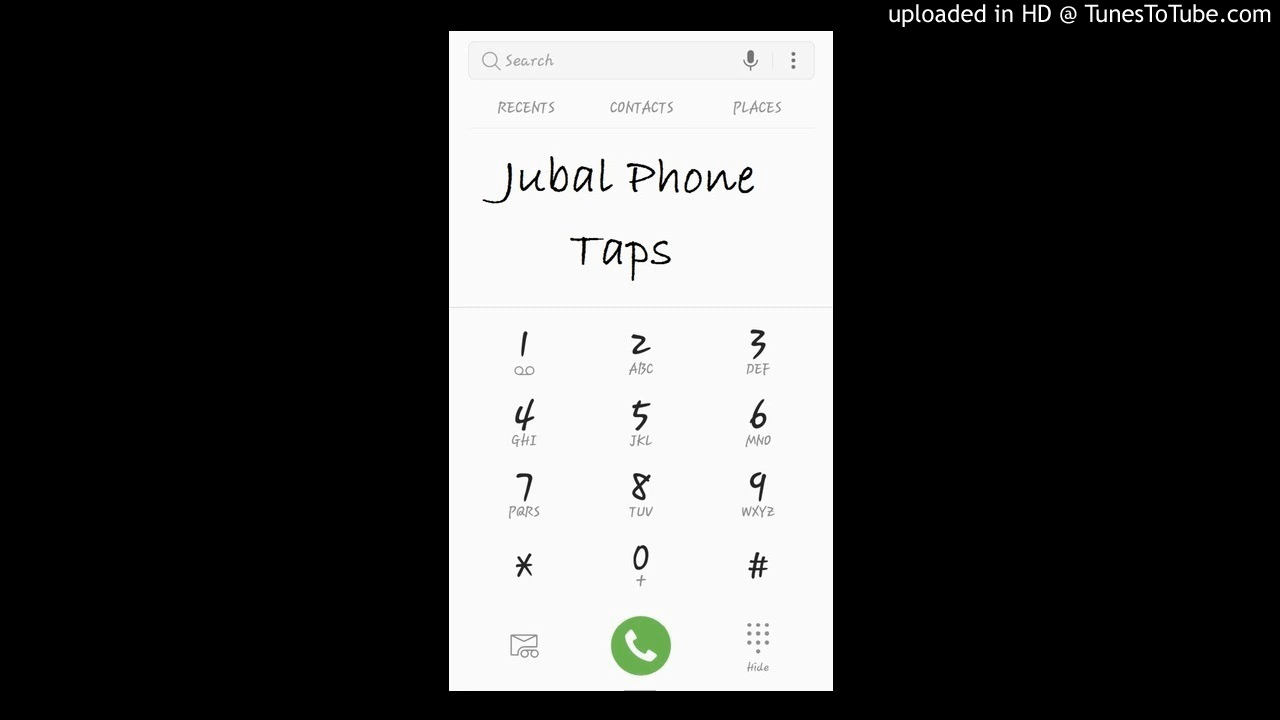 uploaded in HD @ TunesToTube.com
Search
RECENTS CONTACTS PLACES
Jubal Phone
Taps
1 2 3
ABC DEF
4 5 6
GHI JKL MNO
7 8 9
PQRS TUV WXYZ
* 0 #
+
Hide